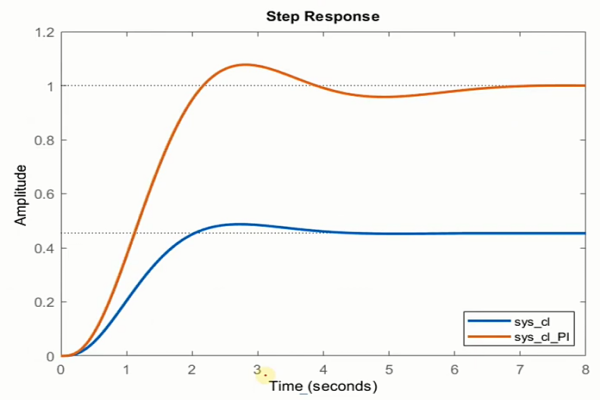 Step Response
1.2
1
0.8
0.6
0.4
0.2
0
Amplitude
0 1 2 3 4 5 6 7 8
Time_(seconds)
sys_cl
sys_cl_PI